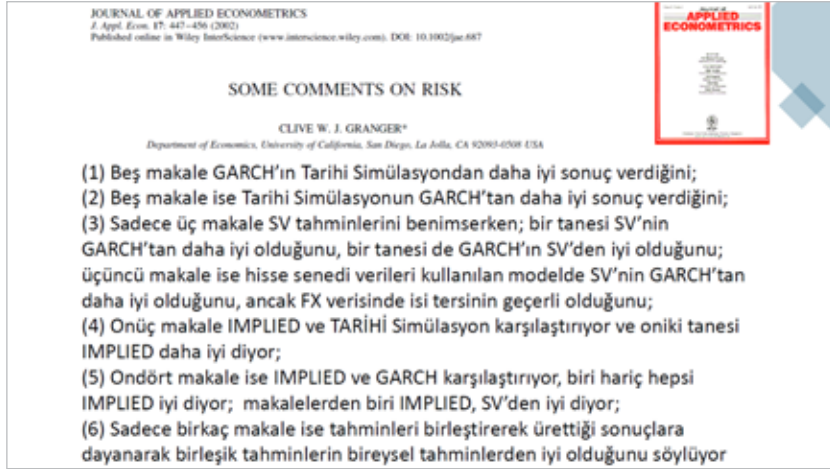 JOURNAL OF APPLIED ECONOMETRICS
J. Appl. Econ. 17: 447–456 (2002)
Published online in Wiley InterScience (www.interscience.wiley.com). DOI: 10.1002/jae.687
Journal of
APPLIED
ECONOMETRICS
SOME COMMENTS ON RISK
CLIVE W. J. GRANGER*
Department of Economics, University of California, San Diego, La Jolla, CA 92093-0508 USA
(1) Beş makale GARCH’ın Tarihi Simülasyondan daha iyi sonuç verdiğini;
(2) Beş makale ise Tarihi Simülasyonun GARCH’tan daha iyi sonuç verdiğini;
(3) Sadece üç makale SV tahminlerini benimserken; bir tanesi SV’nin
GARCH’tan daha iyi olduğunu, bir tanesi de GARCH’ın SV’den iyi olduğunu;
üçüncü makale ise hisse senedi verileri kullanılan modelde SV’nin GARCH’tan
daha iyi olduğunu, ancak FX verisinde isi tersinin geçerli olduğunu;
(4) Onüç makale IMPLIED ve TARİHİ Simülasyon karşılaştırıyor ve oniki tanesi
IMPLIED daha iyi diyor;
(5) Ondört makale ise IMPLIED ve GARCH karşılaştırıyor, biri hariç hepsi
IMPLIED iyi diyor; makalelerden biri IMPLIED, SV’den iyi diyor;
(6) Sadece birkaç makale ise tahminleri birleştirerek ürettiği sonuçlara
dayanarak birleşik tahminlerin bireysel tahminlerden iyi olduğunu söylüyor